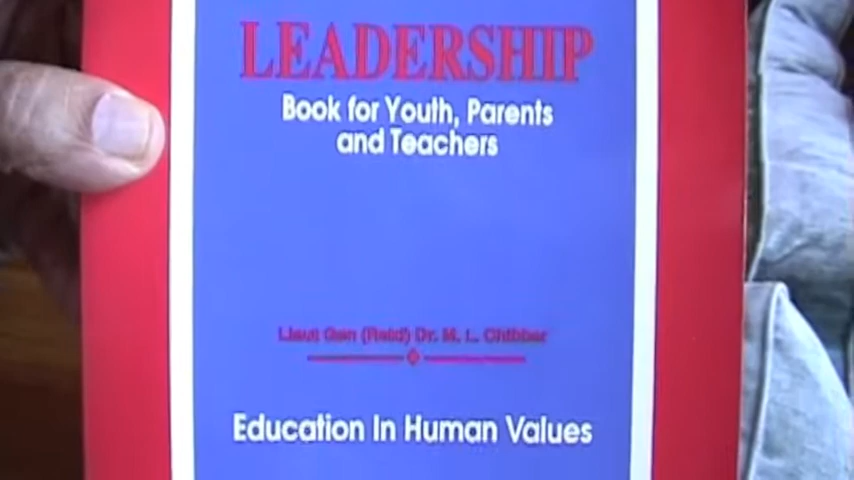 LEADERSHIP
Book for Youth, Parents
and Teachers
Lieut Gen (Retd) Dr. M. L. Chibber
Education In Human Values